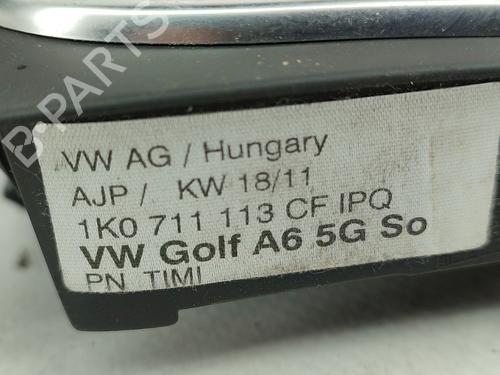 B-PARTS
VW AG / Hungary
AJP / KW 18/11
1K0 711 113 CF IPQ
VW Golf A6 5G So
PN TIMI